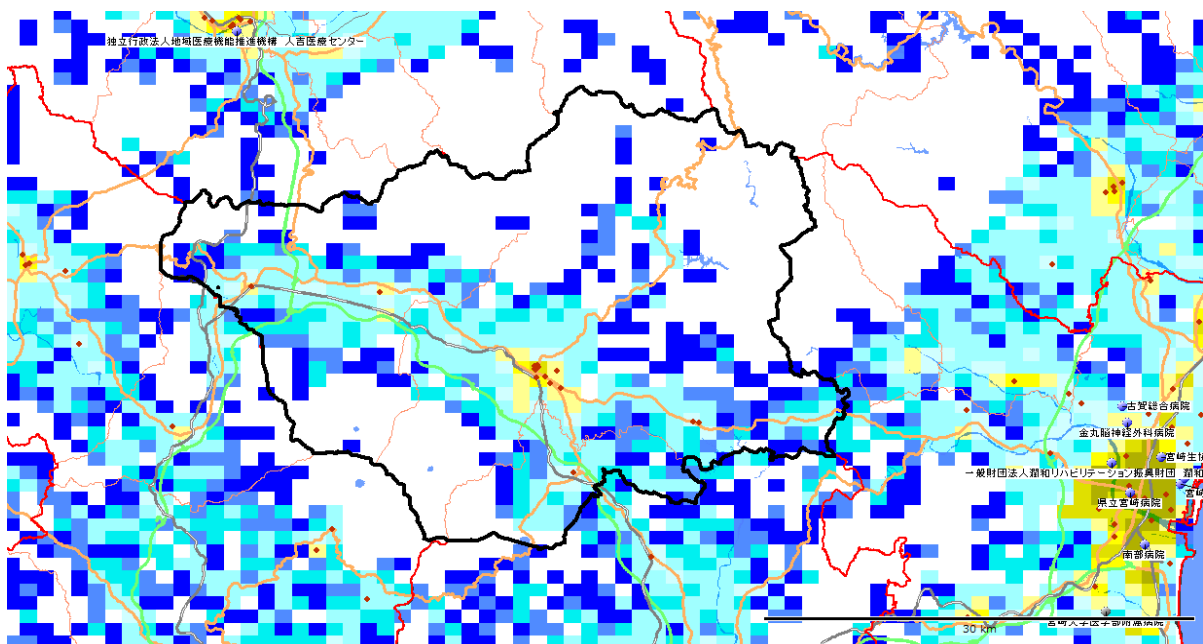 独立行政法人地域医療機能推進機構 人吉医療センター
古賀総合病院
金丸脳神経外科病院
宮崎生協
一般財団法人潤和リハビリテーション振興財団 潤和
宮
県立宮崎病院
南部病院
宮崎大学医学部附属病院
30 km